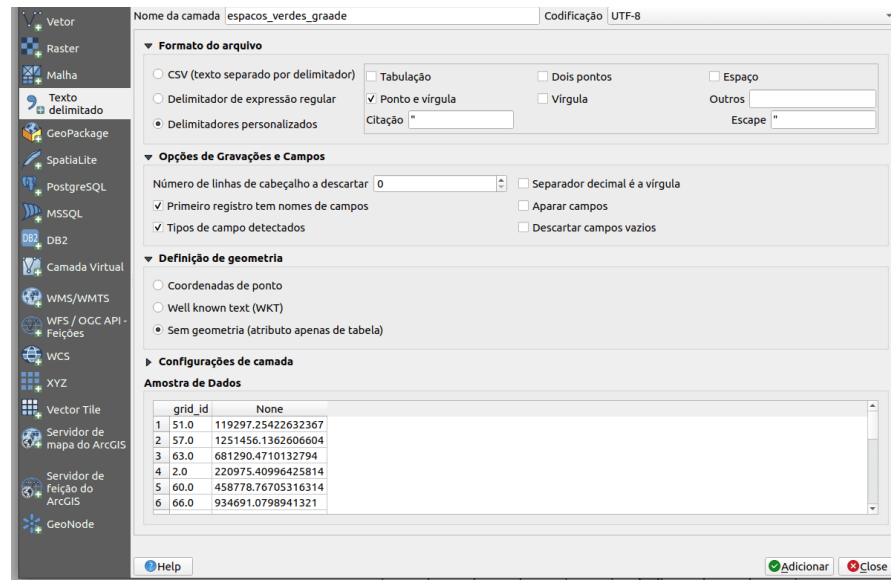 Vetor
Raster
Malha
Texto
delimitado
GeoPackage
SpatiaLite
PostgreSQL
MSSQL
DB2 DB2
Camada Virtual
WMS/WMTS
WFS / OGC API -
Feições
WCS
XYZ
Vector Tile
Servidor de
mapa do ArcGIS
Servidor de
feição do
ArcGIS
GeoNode
Nome da camada espacos_verdes_graade Codificação UTF-8
Formato do arquivo
CSV (texto separado por delimitador) Tabulação Dois pontos Espaço
Delimitador de expressão regular Ponto e vírgula Vírgula Outros
Delimitadores personalizados Citação " Escape "
Opções de Gravações e Campos
Número de linhas de cabeçalho a descartar 0 Separador decimal é a vírgula
Primeiro registro tem nomes de campos Aparar campos
Tipos de campo detectados Descartar campos vazios
Definição de geometria
Coordenadas de ponto
Well known text (WKT)
Sem geometria (atributo apenas de tabela)
Configurações de camada
Amostra de Dados
grid_id None
1 51.0 119297.25422632367
2 57.0 1251456.1362606604
3 63.0 681290.4710132794
4 2.0 220975.40996425814
5 60.0 458778.76705316314
6 66.0 934691.0798941321
Help Adicionar Close